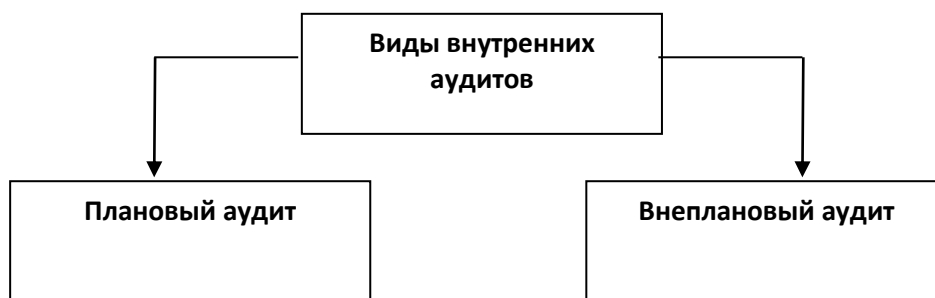 Виды внутренних
аудитов
Плановый аудит
Внеплановый аудит